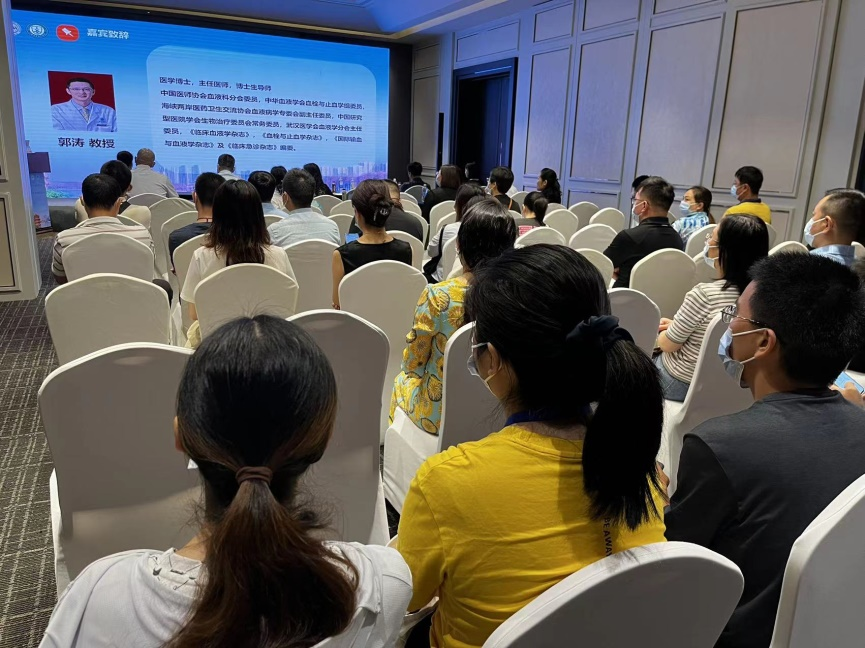 嘉宾致辞
郭涛 教授
医学博士，主任医师，博士生导师
中国医师协会血液科分会委员，中华血液学会血栓与止血学组委员，
海峡两岸医药卫生交流协会血液病学专委会副主任委员，中国研究
型医院学会生物治疗委员会常务委员，武汉医学会血液学分会主任
委员，《临床血液学杂志》，《血栓与止血学杂志》，《国际输血
与血液学杂志》及《临床急诊杂志》编委。